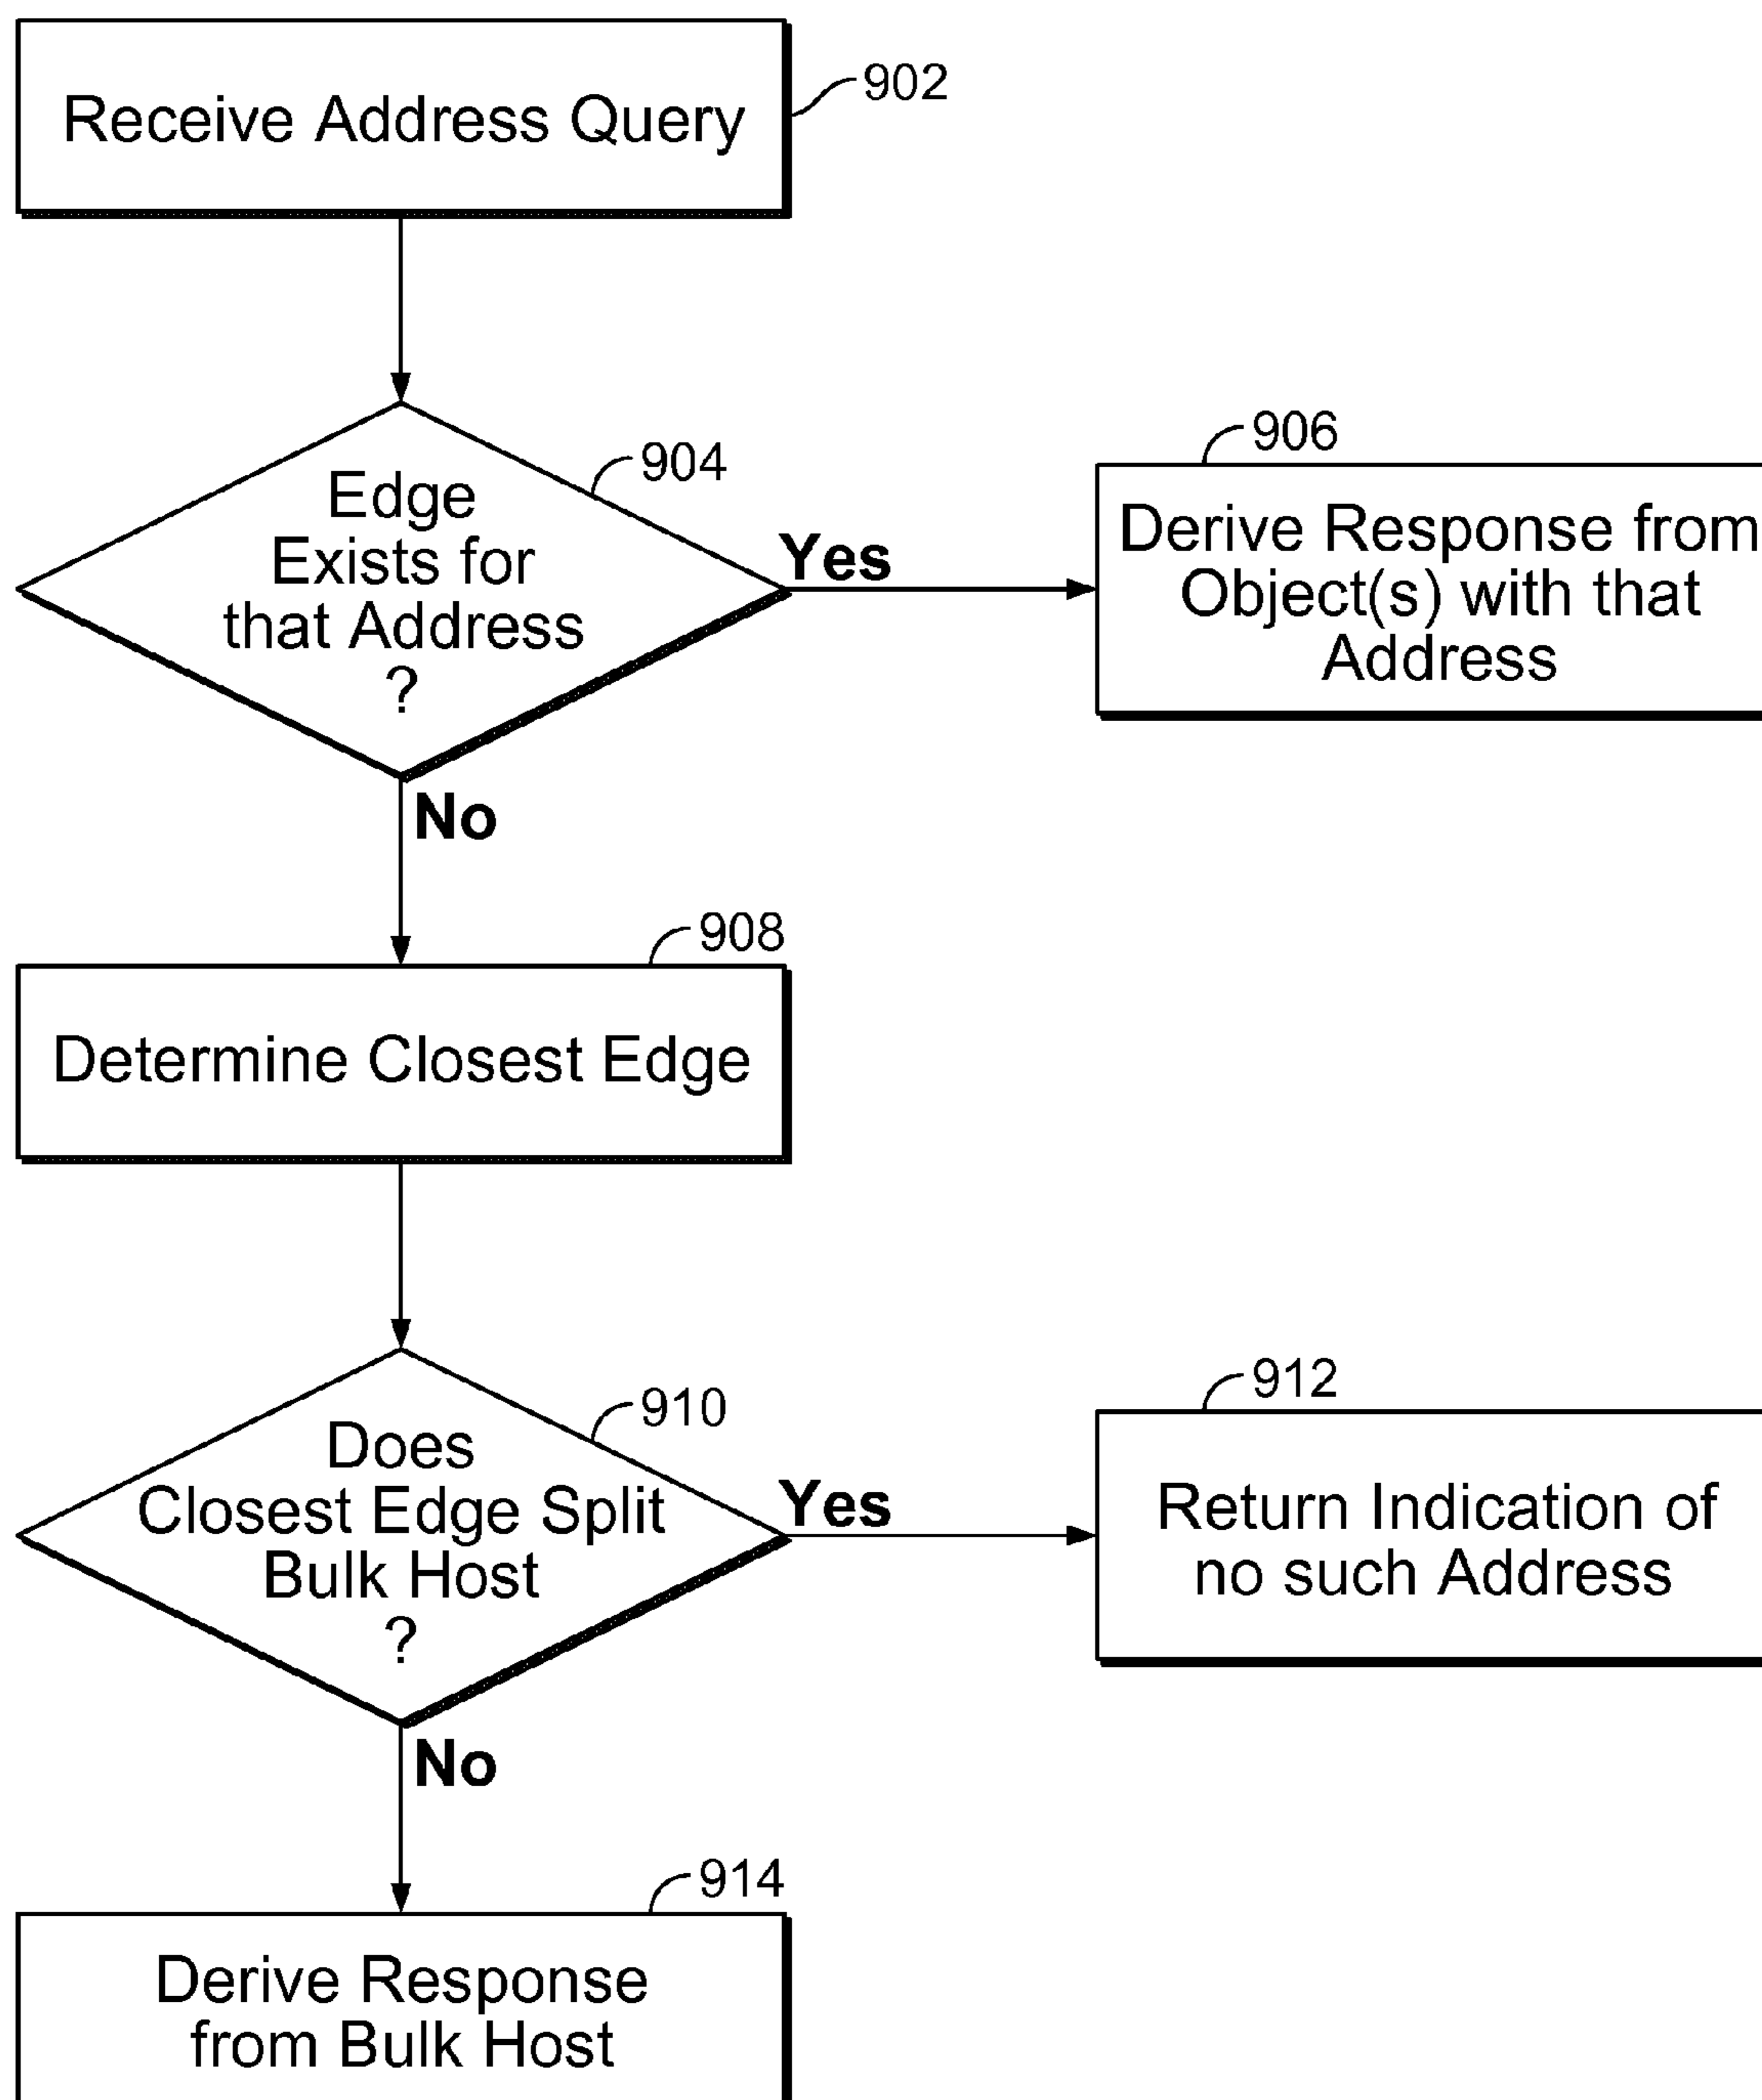 Receive Address Query
902
Edge
Exists for
that Address
?
904
Yes
906
Derive Response from
Object(s) with that
Address
No
908
Determine Closest Edge
Does
Closest Edge Split
Bulk Host
?
910
Yes
912
Return Indication of
no such Address
No
914
Derive Response
from Bulk Host